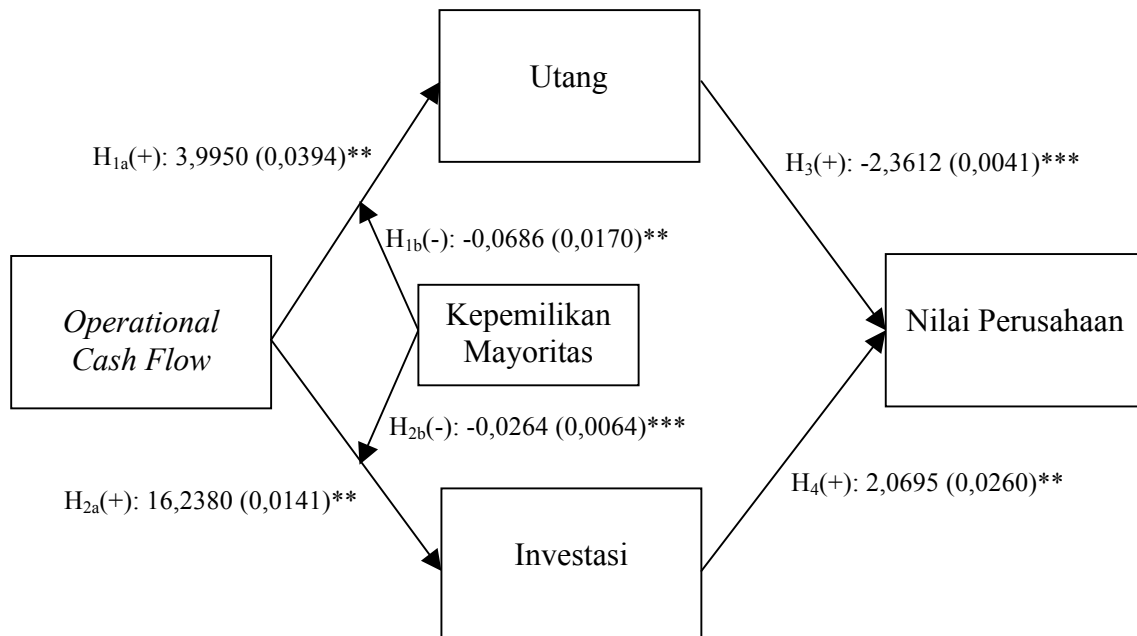 Utang
H1a(+): 3,9950 (0,0394)**
H3(+): -2,3612 (0,0041)***
H1b(-): -0,0686 (0,0170)**
Operational
Cash Flow
Kepemilikan
Mayoritas
Nilai Perusahaan
H2b(-): -0,0264 (0,0064)***
H2a(+): 16,2380 (0,0141)**
H4(+): 2,0695 (0,0260)**
Investasi